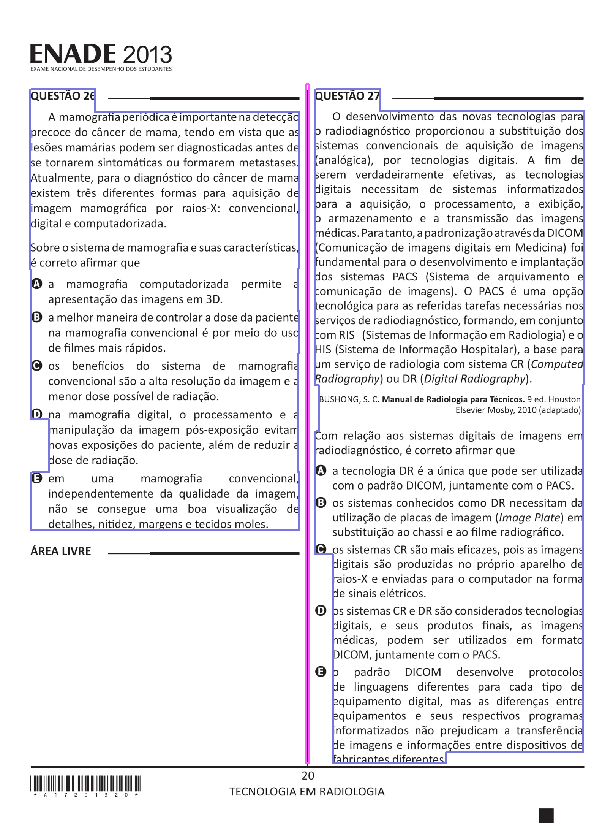 ENADE 2013
EXAME NACIONAL DE DESEMPENHO DOS ESTUDANTES
QUESTÃO 26
A mamografia periódica é importante na detecção
precoce do câncer de mama, tendo em vista que as
lesões mamárias podem ser diagnosticadas antes de
se tornarem sintomáticas ou formarem metastases.
Atualmente, para o diagnóstico do câncer de mama
existem três diferentes formas para aquisição de
imagem mamográfica por raios-X: convencional,
digital e computadorizada.
Sobre o sistema de mamografia e suas características,
é correto afirmar que
A a mamografia computadorizada permite a
apresentação das imagens em 3D.
B a melhor maneira de controlar a dose da paciente
na mamografia convencional é por meio do uso
de filmes mais rápidos.
C os benefícios do sistema de mamografia
convencional são a alta resolução da imagem e a
menor dose possível de radiação.
D na mamografia digital, o processamento e a
manipulação da imagem pós-exposição evitam
novas exposições do paciente, além de reduzir a
dose de radiação.
E em uma mamografia convencional,
independentemente da qualidade da imagem,
não se consegue uma boa visualização de
detalhes, nitidez, margens e tecidos moles.
ÁREA LIVRE
QUESTÃO 27
O desenvolvimento das novas tecnologias para
o radiodiagnóstico proporcionou a substituição dos
sistemas convencionais de aquisição de imagens
(analógica), por tecnologias digitais. A fim de
serem verdadeiramente efetivas, as tecnologias
digitais necessitam de sistemas informatizados
para a aquisição, o processamento, a exibição,
o armazenamento e a transmissão das imagens
médicas. Para tanto, a padronização através da DICOM
(Comunicação de imagens digitais em Medicina) foi
fundamental para o desenvolvimento e implantação
dos sistemas PACS (Sistema de arquivamento e
comunicação de imagens). O PACS é uma opção
tecnológica para as referidas tarefas necessárias nos
serviços de radiodiagnóstico, formando, em conjunto
com RIS (Sistemas de Informação em Radiologia) e o
HIS (Sistema de Informação Hospitalar), a base para
um serviço de radiologia com sistema CR (Computed
Radiography) ou DR (Digital Radiography).
BUSHONG, S. C. Manual de Radiologia para Técnicos. 9 ed. Houston:
Elsevier Mosby, 2010 (adaptado).
Com relação aos sistemas digitais de imagens em
radiodiagnóstico, é correto afirmar que
A a tecnologia DR é a única que pode ser utilizada
com o padrão DICOM, juntamente com o PACS.
B os sistemas conhecidos como DR necessitam da
utilização de placas de imagem (Image Plate) em
substituição ao chassi e ao filme radiográfico.
C os sistemas CR são mais eficazes, pois as imagens
digitais são produzidas no próprio aparelho de
raios-X e enviadas para o computador na forma
de sinais elétricos.
D os sistemas CR e DR são considerados tecnologias
digitais, e seus produtos finais, as imagens
médicas, podem ser utilizados em formato
DICOM, juntamente com o PACS.
E o padrão DICOM desenvolve protocolos
de linguagens diferentes para cada tipo de
equipamento digital, mas as diferenças entre
equipamentos e seus respectivos programas
informatizados não prejudicam a transferência
de imagens e informações entre dispositivos de
fabricantes diferentes.
*A1720132​0*
20
TECNOLOGIA EM RADIOLOGIA